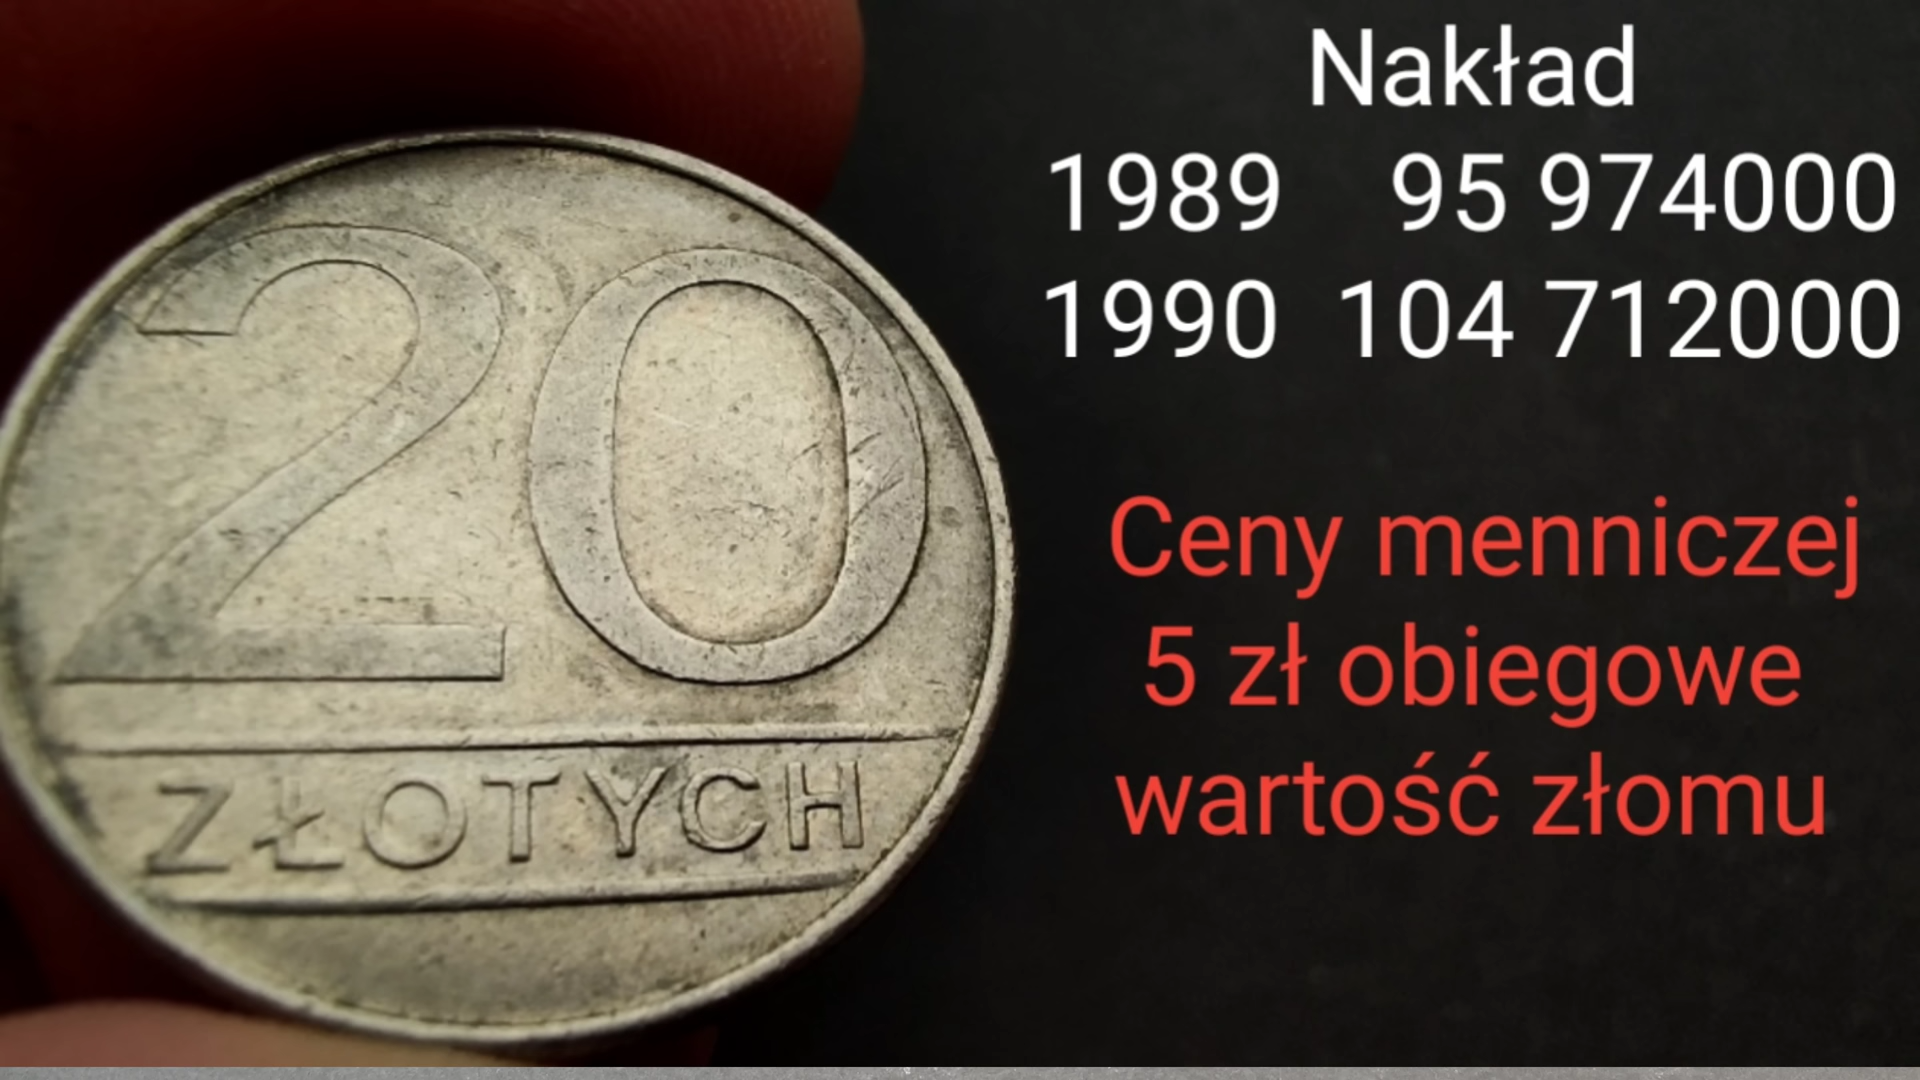 20
ZŁOTYCH
Nakład
1989 95 974000
1990 104 712000
Ceny menniczej
5 zł obiegowe
wartość złomu